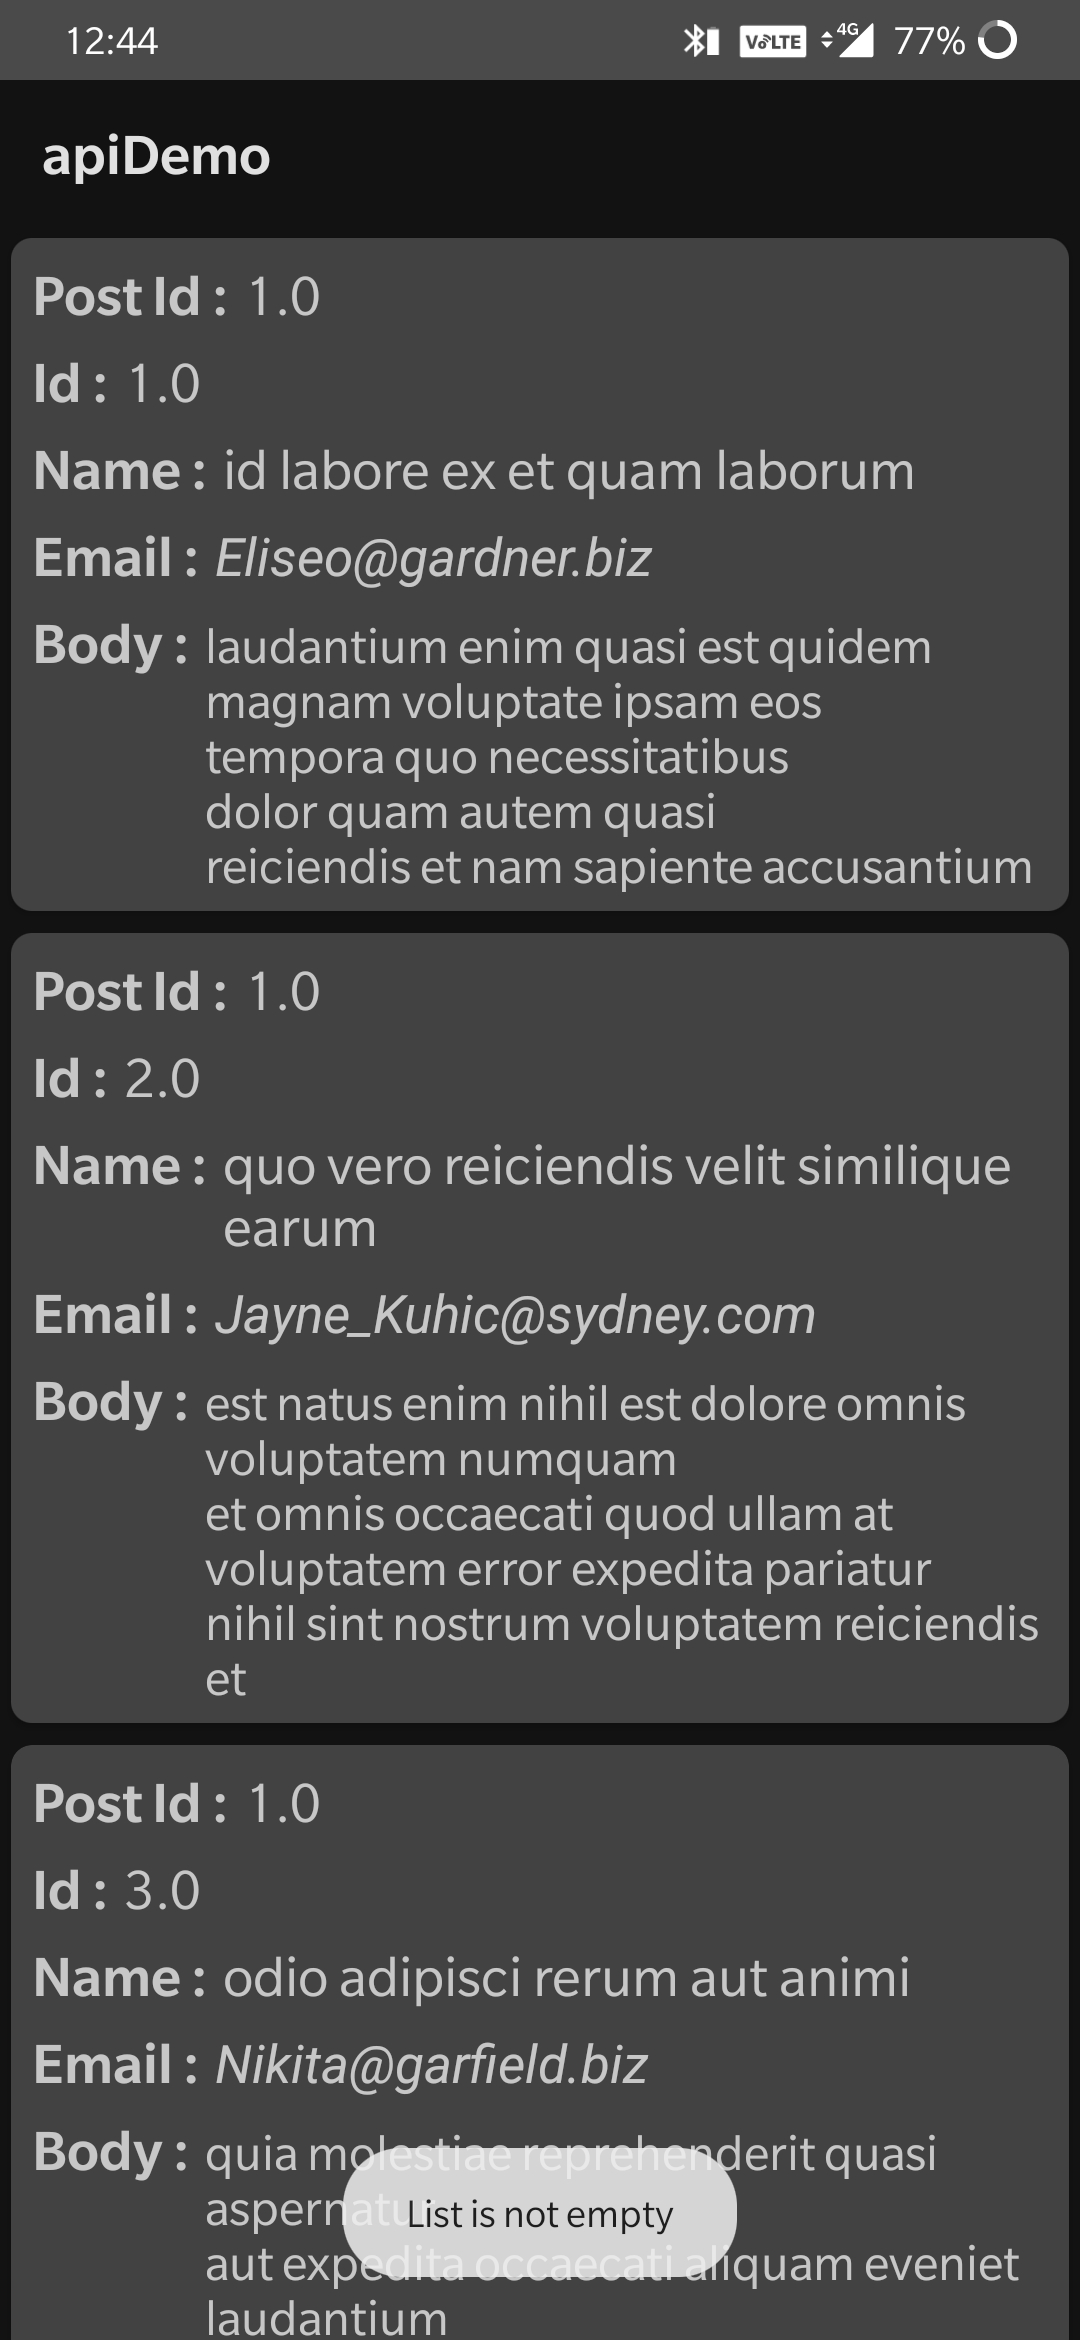 12:44 VoLTE 4G 77%
apiDemo
Post Id : 1.0
Id : 1.0
Name : id labore ex et quam laborum
Email : Eliseo@gardner.biz
Body : laudantium enim quasi est quidem
magnam voluptate ipsam eos
tempora quo necessitatibus
dolor quam autem quasi
reiciendis et nam sapiente accusantium
Post Id : 1.0
Id : 2.0
Name : quo vero reiciendis velit similique
earum
Email : Jayne_Kuhic@sydney.com
Body : est natus enim nihil est dolore omnis
voluptatem numquam
et omnis occaecati quod ullam at
voluptatem error expedita pariatur
nihil sint nostrum voluptatem reiciendis
et
Post Id : 1.0
Id : 3.0
Name : odio adipisci rerum aut animi
Email : Nikita@garfield.biz
Body : quia molestiae reprehenderit quasi
aspernatur
List is not empty
aut expedita occaecati aliquam eveniet
laudantium